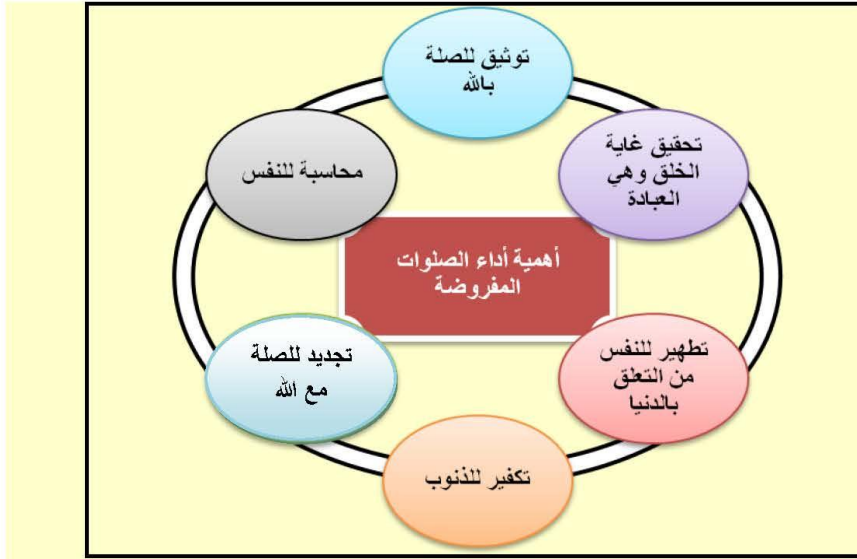 توثيق للصلة
بالله
تحقيق غاية
الخلق وهي
العبادة
محاسبة للنفس
أهمية أداء الصلوات
المفروضة
تطهير للنفس
من التعلق
بالدنيا
تجديد للصلة
مع الله
تكفير للذنوب